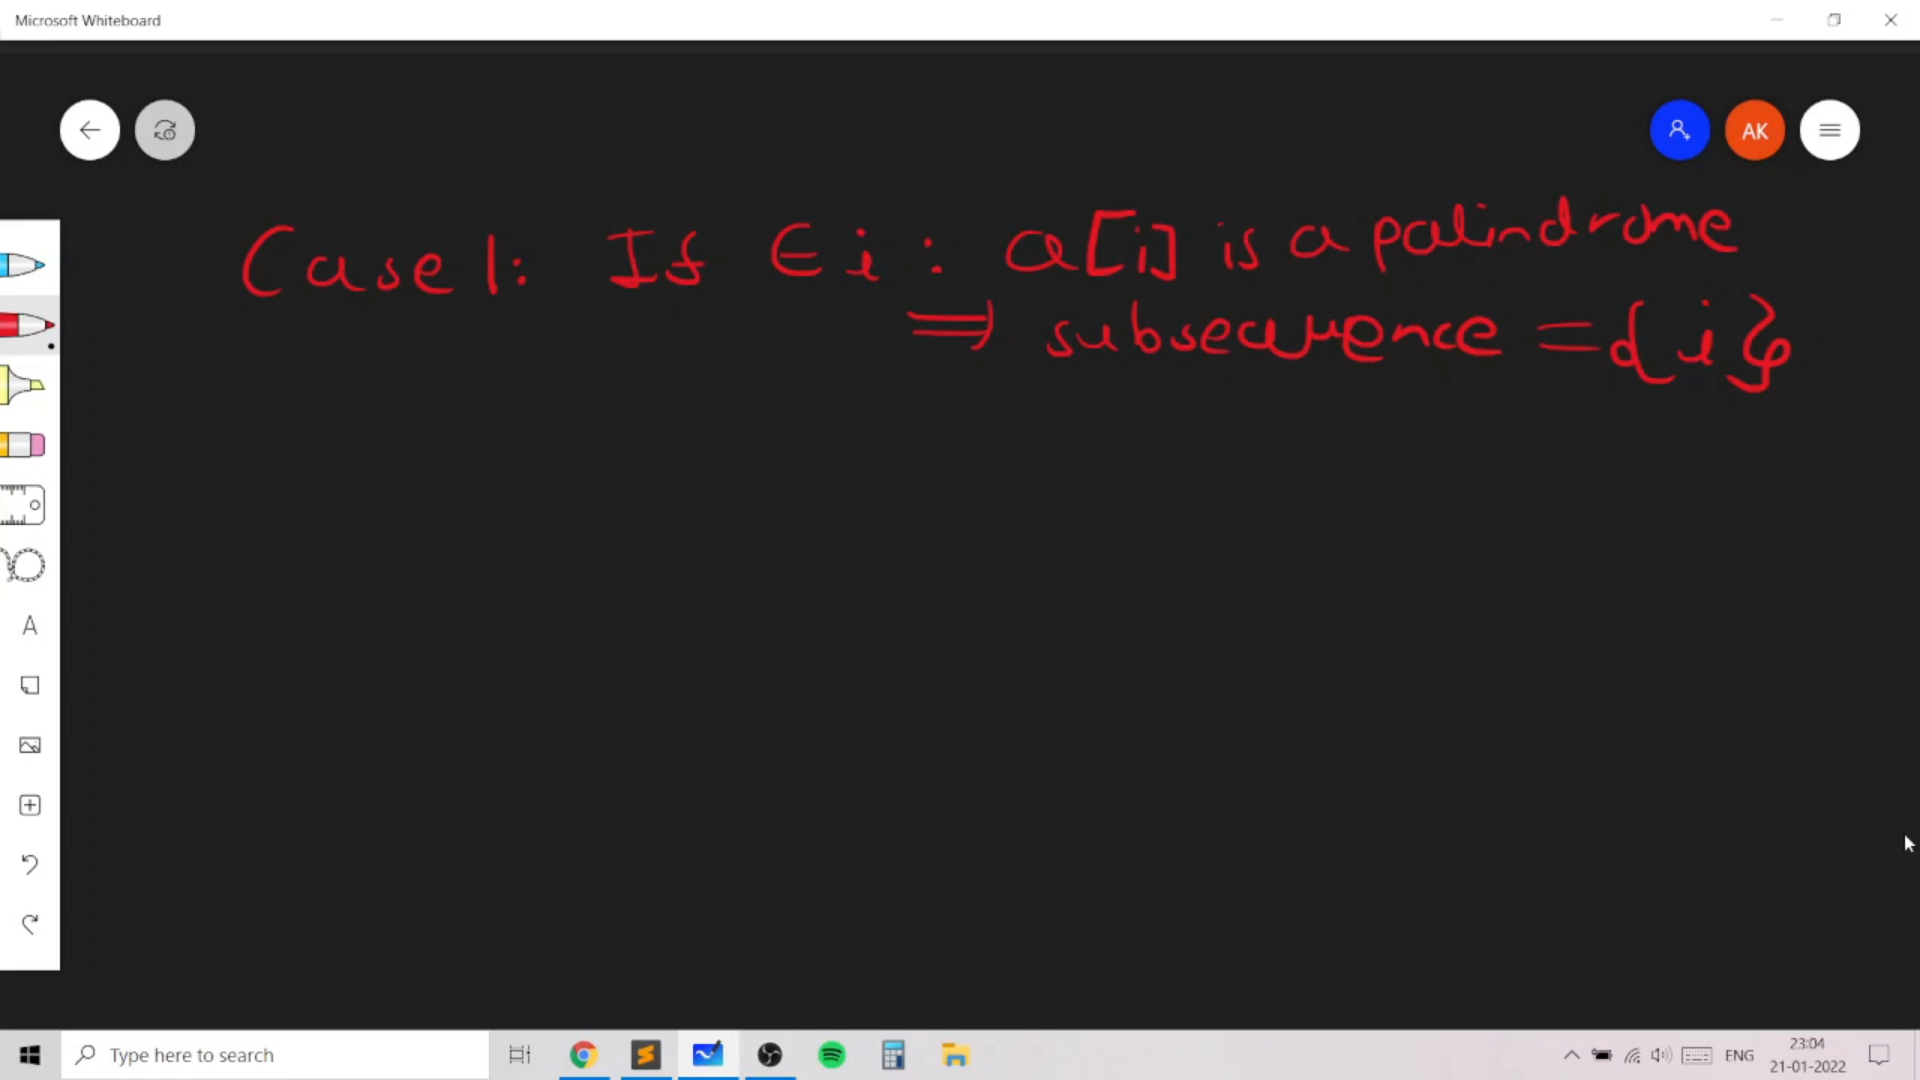 Microsoft Whiteboard
AK
Case 1: If ∈ i : a[i] is a palindrome
⇒ subsequence = {i}
A
Type here to search
ENG
23:04
21-01-2022